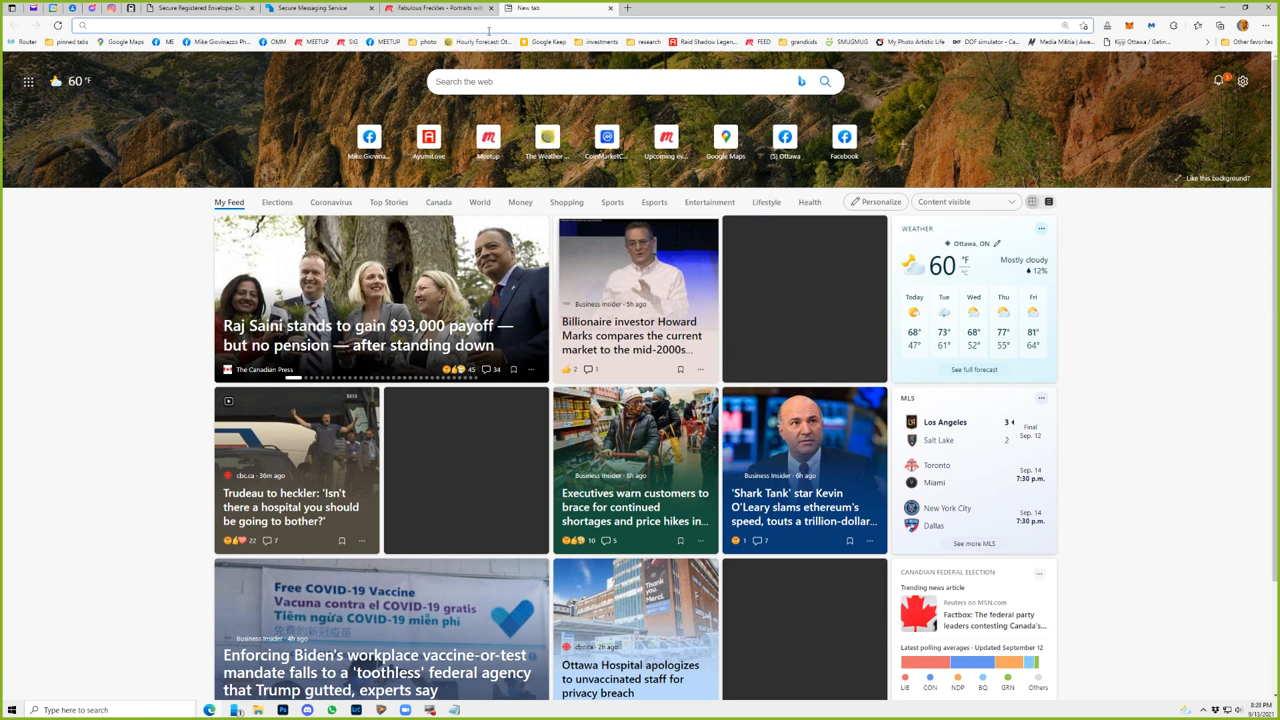 Secure Registered Envelope: Dir
Secure Messaging Service
Fabulous Freckles - Portraits wit
New tab
Router
pinned tabs
Google Maps
ME
Mike Giovinazzo Ph...
OMM
MEETUP
SIG
MEETUP
photo
Hourly Forecast: Ot...
Google Keep
investments
research
Raid Shadow Legen...
FEED
grandkids
SMUGMUG
My Photo Artistic Life
DOF simulator - Ca...
Media Militia | Awe...
Kijiji Ottawa / Gatin...
Other favorites
60 °F
Search the web
5
Mike Giovina...
AyumiLove
Meetup
The Weather ...
CoinMarketC...
Upcoming ev...
Google Maps
(5) Ottawa
Facebook
Like this background?
My Feed
Elections
Coronavirus
Top Stories
Canada
World
Money
Shopping
Sports
Esports
Entertainment
Lifestyle
Health
Personalize
Content visible
Raj Saini stands to gain $93,000 payoff —
but no pension — after standing down
The Canadian Press
45
34
Business Insider · 5h ago
Billionaire investor Howard
Marks compares the current
market to the mid-2000s...
2
1
WEATHER
Ottawa, ON
60 °F
°C
Mostly cloudy
12%
Today
Tue
Wed
Thu
Fri
68°
73°
68°
77°
81°
47°
61°
52°
55°
64°
See full forecast
cbc.ca · 36m ago
Trudeau to heckler: 'Isn't
there a hospital you should
be going to bother?'
22
7
Business Insider · 8h ago
Executives warn customers to
brace for continued
shortages and price hikes in...
10
5
Business Insider · 6h ago
'Shark Tank' star Kevin
O'Leary slams ethereum's
speed, touts a trillion-dollar...
1
7
MLS
Los Angeles 3
Salt Lake 2
Final
Sep. 12
Toronto
Miami
Sep. 14
7:30 p.m.
New York City
Dallas
Sep. 14
7:30 p.m.
See more MLS
Free COVID-19 Vaccine
Vacuna contra el COVID-19 gratis
Tiêm ngừa COVID-19 miễn phí
Business Insider · 4h ago
Enforcing Biden's workplace vaccine-or-test
mandate falls to a 'toothless' federal agency
that Trump gutted, experts say
Thank
you.
Merci.
cbc.ca · 2h ago
Ottawa Hospital apologizes
to unvaccinated staff for
privacy breach
CANADIAN FEDERAL ELECTION
Trending news article
Reuters on MSN.com
Factbox: The federal party
leaders contesting Canada's...
Latest polling averages · Updated September 12
LIB
CON
NDP
BQ
GRN
Others
Type here to search
8:28 PM
9/13/2021